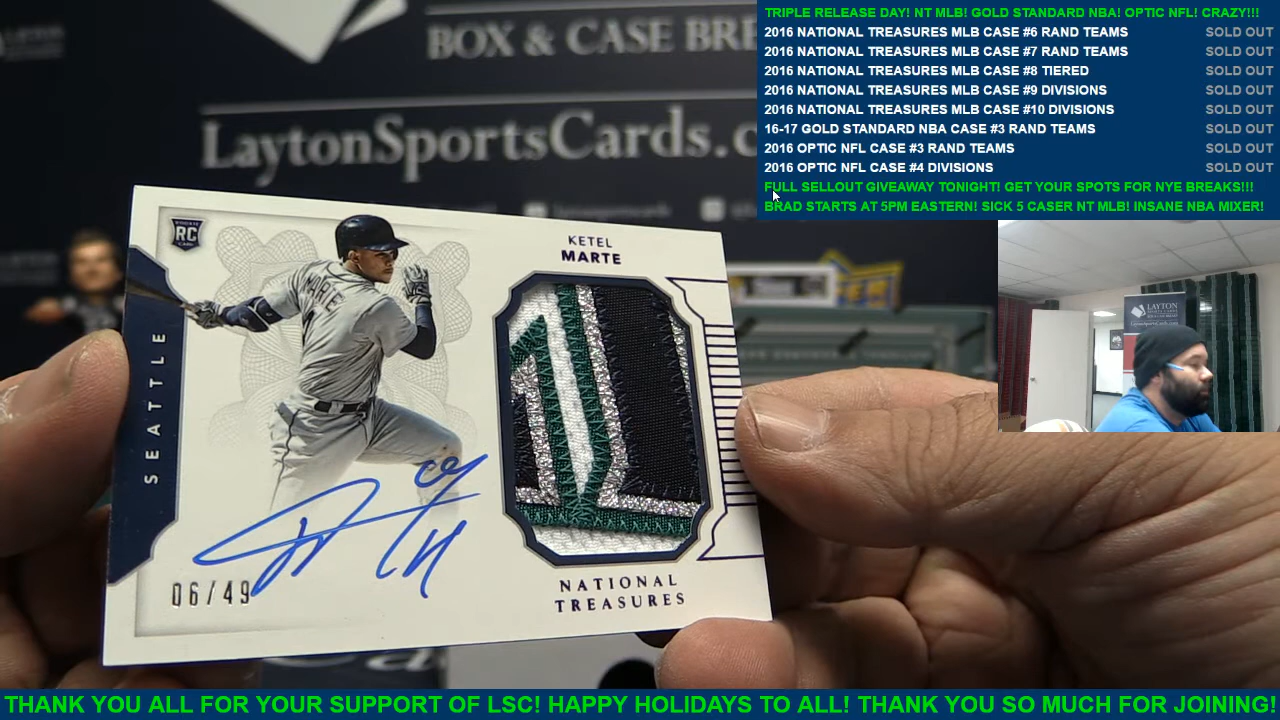 TRIPLE RELEASE DAY! NT MLB! GOLD STANDARD NBA! OPTIC NFL! CRAZY!!!
2016 NATIONAL TREASURES MLB CASE #6 RAND TEAMS SOLD OUT
2016 NATIONAL TREASURES MLB CASE #7 RAND TEAMS SOLD OUT
2016 NATIONAL TREASURES MLB CASE #8 TIERED SOLD OUT
2016 NATIONAL TREASURES MLB CASE #9 DIVISIONS SOLD OUT
2016 NATIONAL TREASURES MLB CASE #10 DIVISIONS SOLD OUT
16-17 GOLD STANDARD NBA CASE #3 RAND TEAMS SOLD OUT
2016 OPTIC NFL CASE #3 RAND TEAMS SOLD OUT
2016 OPTIC NFL CASE #4 DIVISIONS SOLD OUT
FULL SELLOUT GIVEAWAY TONIGHT! GET YOUR SPOTS FOR NYE BREAKS!!!
BRAD STARTS AT 5PM EASTERN! SICK 5 CASER NT MLB! INSANE NBA MIXER!
BOX & CASE BRE
LaytonSportsCards.c
LAYTON
LaytonSportsCards.com
RC
KETEL
MARTE
MARTE
SEATTLE
06/49
NATIONAL
TREASURES
THANK YOU ALL FOR YOUR SUPPORT OF LSC! HAPPY HOLIDAYS TO ALL! THANK YOU SO MUCH FOR JOINING!